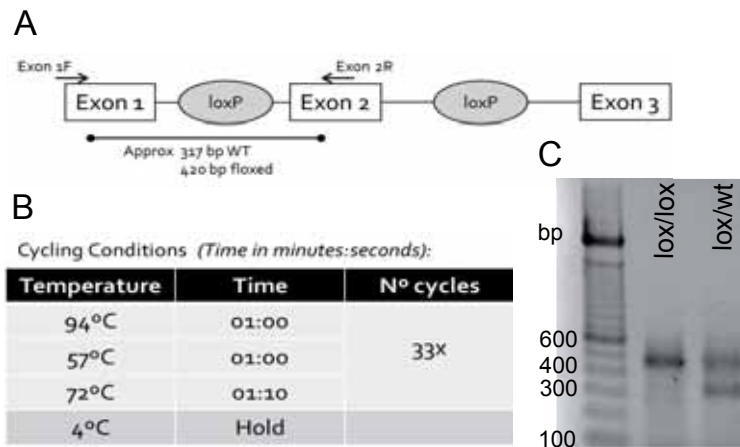 A
Exon 1F
Exon 2R
Exon 1
loxP
Exon 2
loxP
Exon 3
Approx 317 bp WT
420 bp floxed
B
Cycling Conditions (Time in minutes:seconds):
Temperature Time Nº cycles
94ºC 01:00
57ºC 01:00
33x
72ºC 01:10
4ºC Hold
C
bp
lox/lox
lox/wt
600
400
300
100